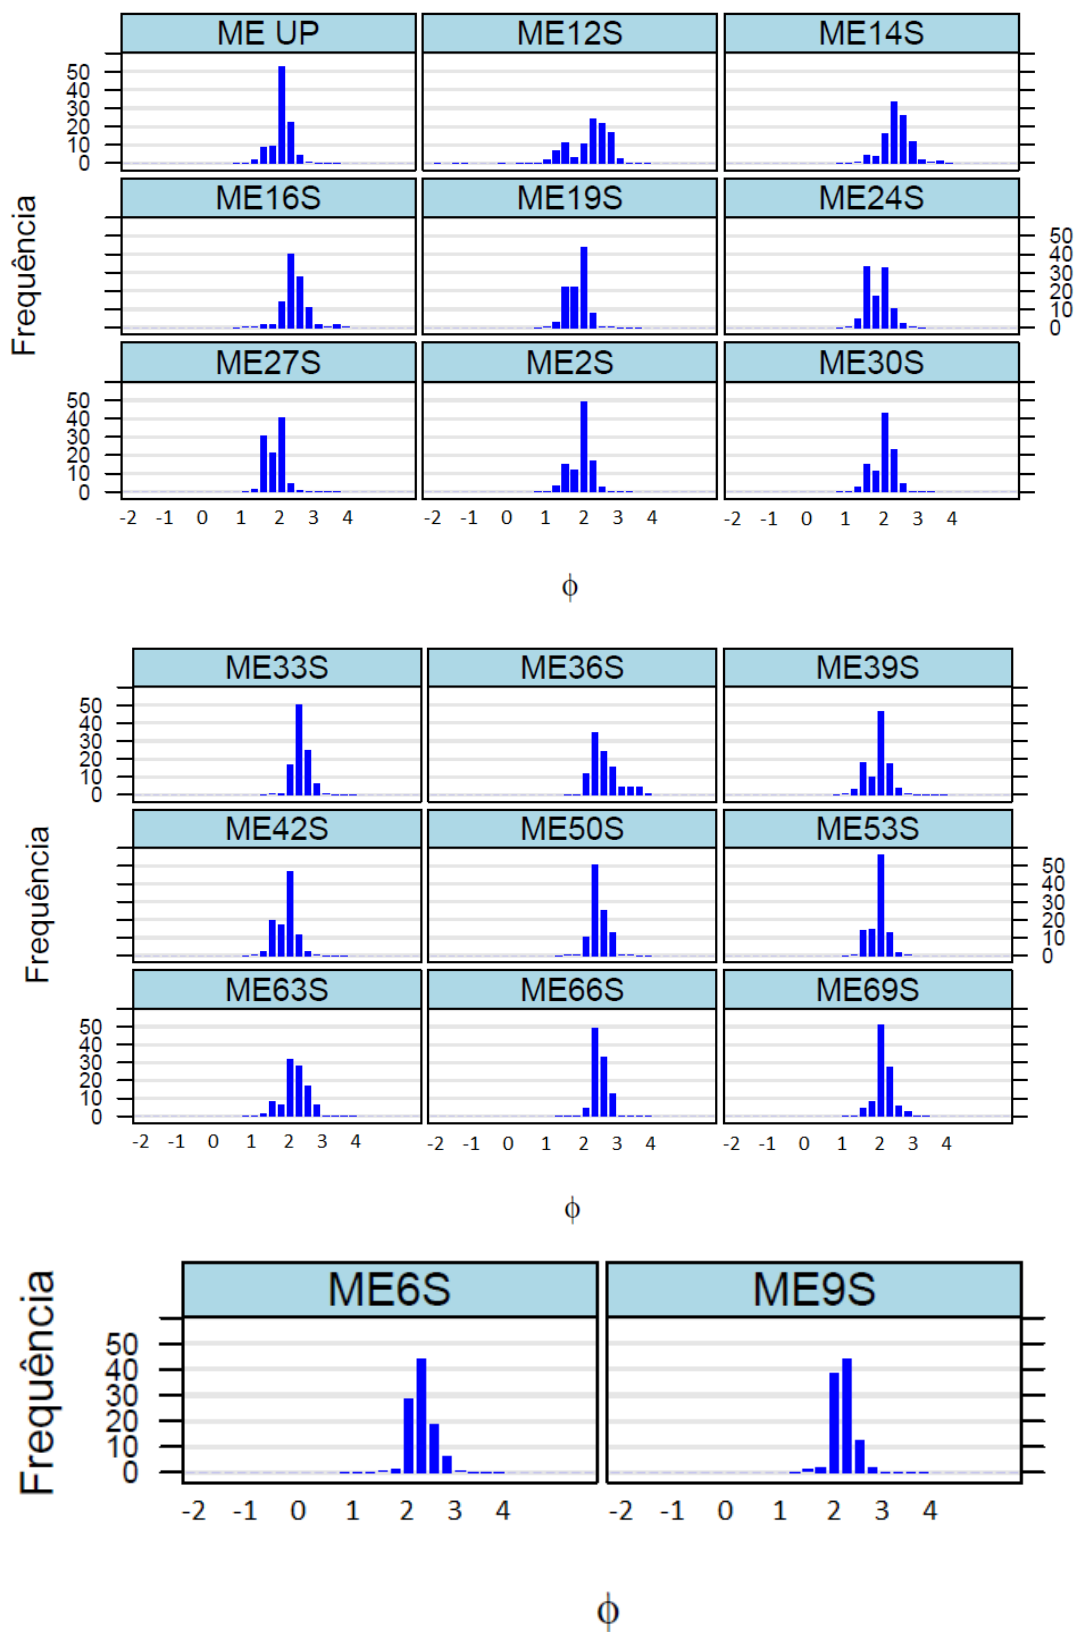 ME UP ME12S ME14S
50
40
30
20
10
0
Frequência
ME16S ME19S ME24S
50
40
30
20
10
0
ME27S ME2S ME30S
50
40
30
20
10
0
-2 -1 0 1 2 3 4 -2 -1 0 1 2 3 4 -2 -1 0 1 2 3 4
ϕ
ME33S ME36S ME39S
50
40
30
20
10
0
Frequência
ME42S ME50S ME53S
50
40
30
20
10
0
ME63S ME66S ME69S
50
40
30
20
10
0
-2 -1 0 1 2 3 4 -2 -1 0 1 2 3 4 -2 -1 0 1 2 3 4
ϕ
ME6S ME9S
Frequência
50
40
30
20
10
0
-2 -1 0 1 2 3 4 -2 -1 0 1 2 3 4
ϕ